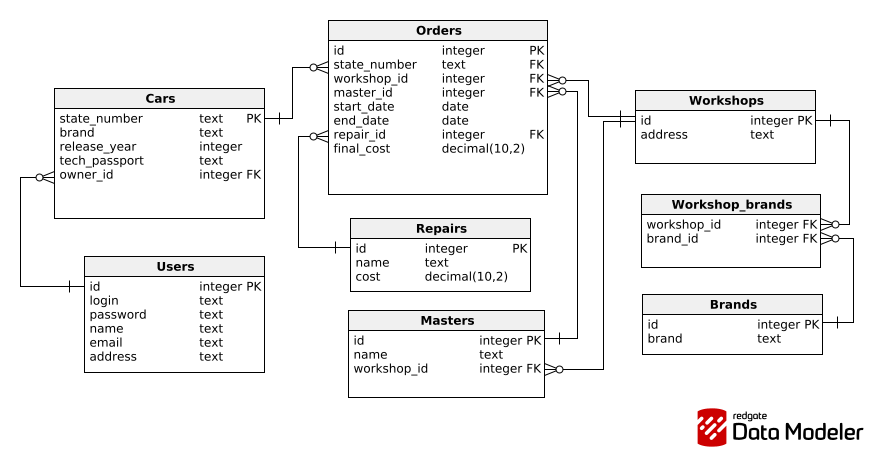 Orders
id integer PK
state_number text FK
workshop_id integer FK
master_id integer FK
start_date date
end_date date
repair_id integer FK
final_cost decimal(10,2)
Cars
state_number text PK
brand text
release_year integer
tech_passport text
owner_id integer FK
Workshops
id integer PK
address text
Workshop_brands
workshop_id integer FK
brand_id integer FK
Repairs
id integer PK
name text
cost decimal(10,2)
Users
id integer PK
login text
password text
name text
email text
address text
Masters
id integer PK
name text
workshop_id integer FK
Brands
id integer PK
brand text
redgate
Data Modeler